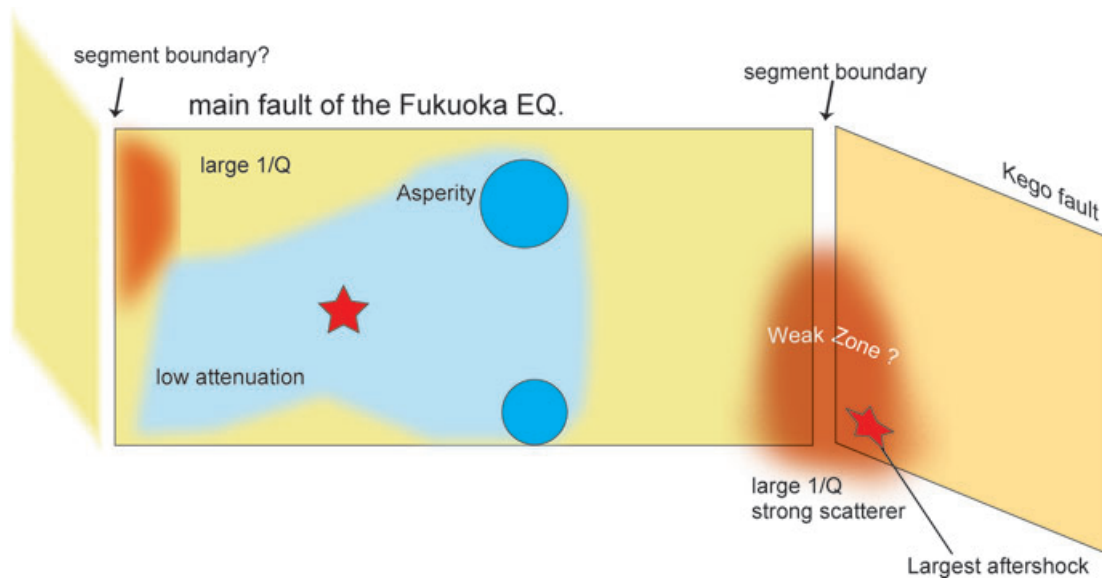 segment boundary?
segment boundary
main fault of the Fukuoka EQ.
large 1/Q
Kego fault
Asperity
Weak Zone ?
low attenuation
large 1/Q
strong scatterer
Largest aftershock